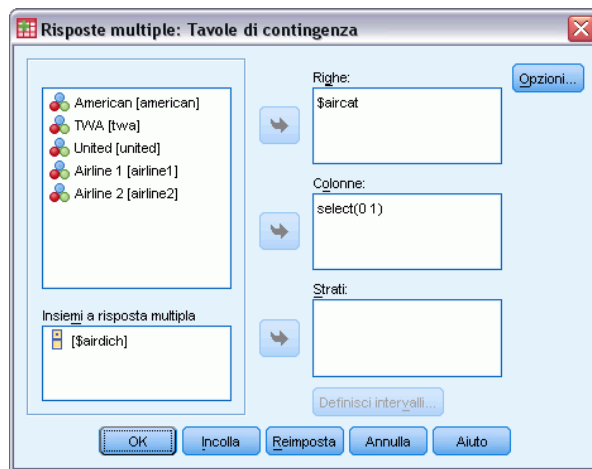 Risposte multiple: Tavole di contingenza
American [american]
TWA [twa]
United [united]
Airline 1 [airline1]
Airline 2 [airline2]
Insiemi a risposta multipla
[$airdich]
Righe:
$aircat
Colonne:
select(0 1)
Strati:
Definisci intervalli...
Opzioni...
OK
Incolla
Reimposta
Annulla
Aiuto